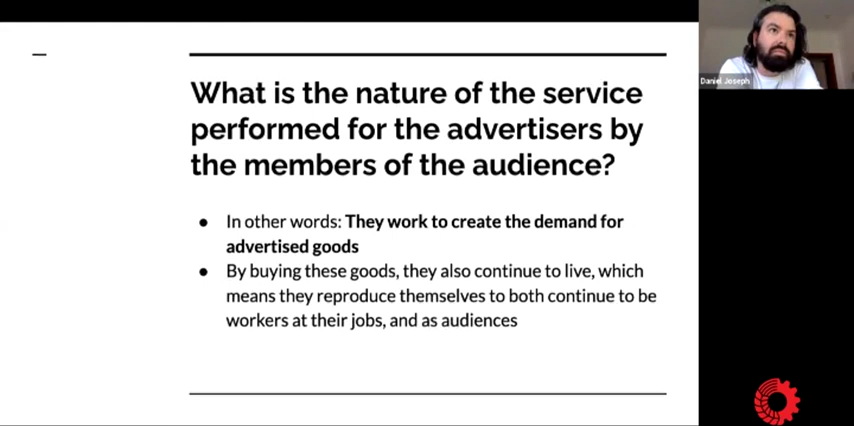 What is the nature of the service
performed for the advertisers by
the members of the audience?
● In other words: They work to create the demand for
advertised goods
● By buying these goods, they also continue to live, which
means they reproduce themselves to both continue to be
workers at their jobs, and as audiences
Daniel Joseph